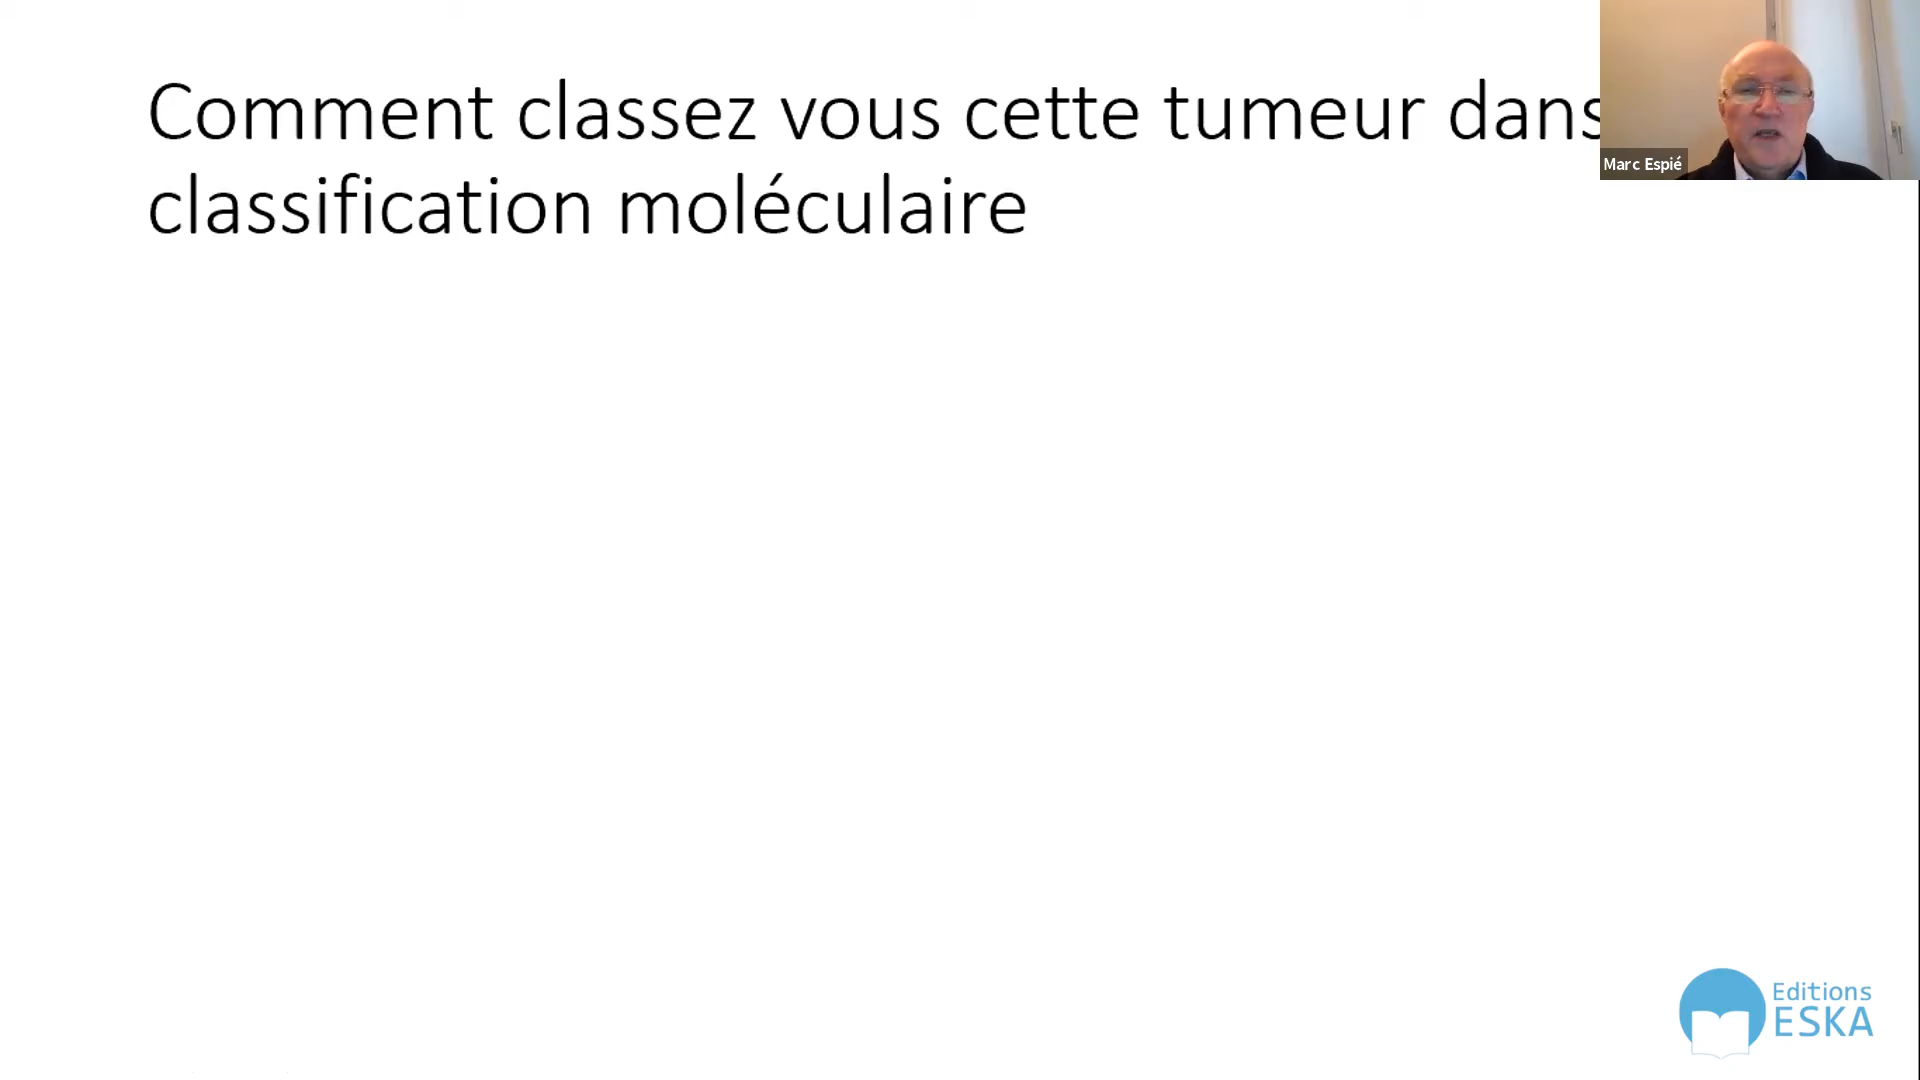 Comment classez vous cette tumeur dans
classification moléculaire
Marc Espié
Editions
ESKA